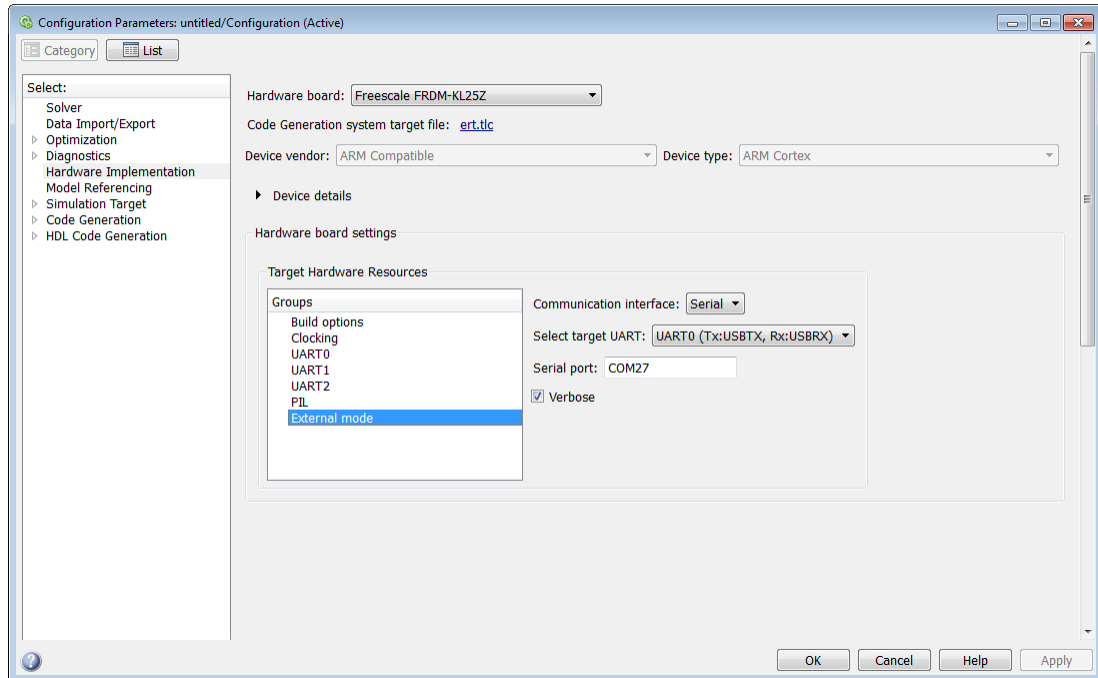 Configuration Parameters: untitled/Configuration (Active)
Category List
Select:
Solver
Data Import/Export
Optimization
Diagnostics
Hardware Implementation
Model Referencing
Simulation Target
Code Generation
HDL Code Generation
Hardware board: Freescale FRDM-KL25Z
Code Generation system target file: ert.tlc
Device vendor: ARM Compatible Device type: ARM Cortex
Device details
Hardware board settings
Target Hardware Resources
Groups
Build options
Clocking
UART0
UART1
UART2
PIL
External mode
Communication interface: Serial
Select target UART: UART0 (Tx:USBTX, Rx:USBRX)
Serial port: COM27
Verbose
OK Cancel Help Apply